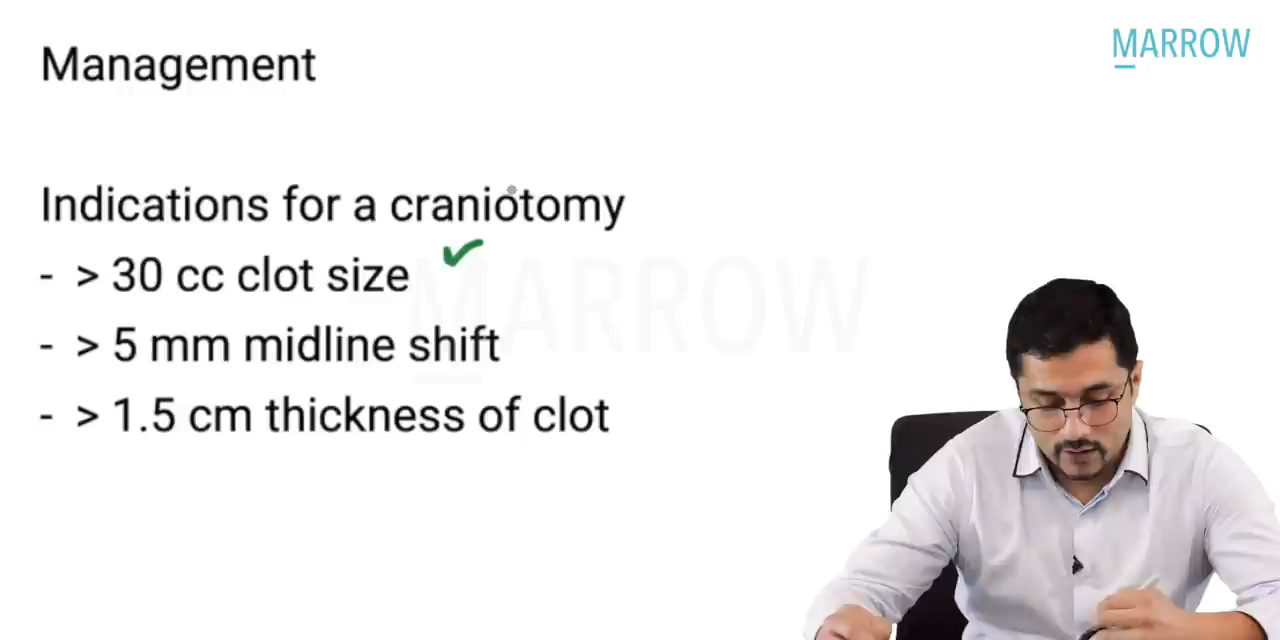 Management
MARROW
Indications for a craniotomy
- > 30 cc clot size
- > 5 mm midline shift
- > 1.5 cm thickness of clot
MARROW